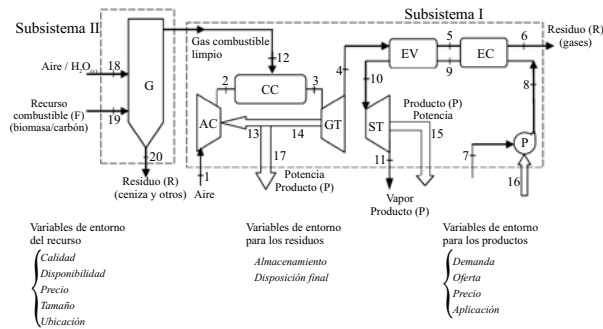 Subsistema I
Subsistema II
Gas combustible
limpio
Residuo (R)
(gases)
Aire / H₂O(v)
Recurso
combustible (F)
(biomasa/carbón)
G
CC
AC
GT
EV
EC
ST
P
1
2
3
4
5
6
7
8
9
10
11
12
13
14
15
16
17
18
19
20
Producto (P)
Potencia
Residuo (R)
(ceniza y otros)
Aire
Potencia
Producto (P)
Vapor
Producto (P)
Variables de entorno
del recurso
Calidad
Disponibilidad
Precio
Tamaño
Ubicación
Variables de entorno
para los residuos
Almacenamiento
Disposición final
Variables de entorno
para los productos
Demanda
Oferta
Precio
Aplicación